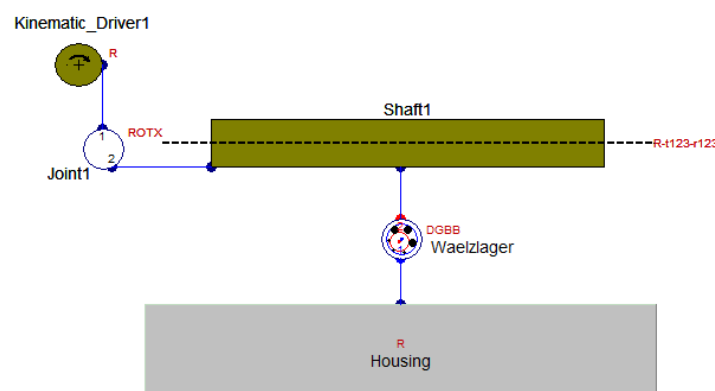 Kinematic_Driver1
R
Shaft1
1
ROTX
R-t123-r123
2
Joint1
DGBB
Waelzlager
R
Housing